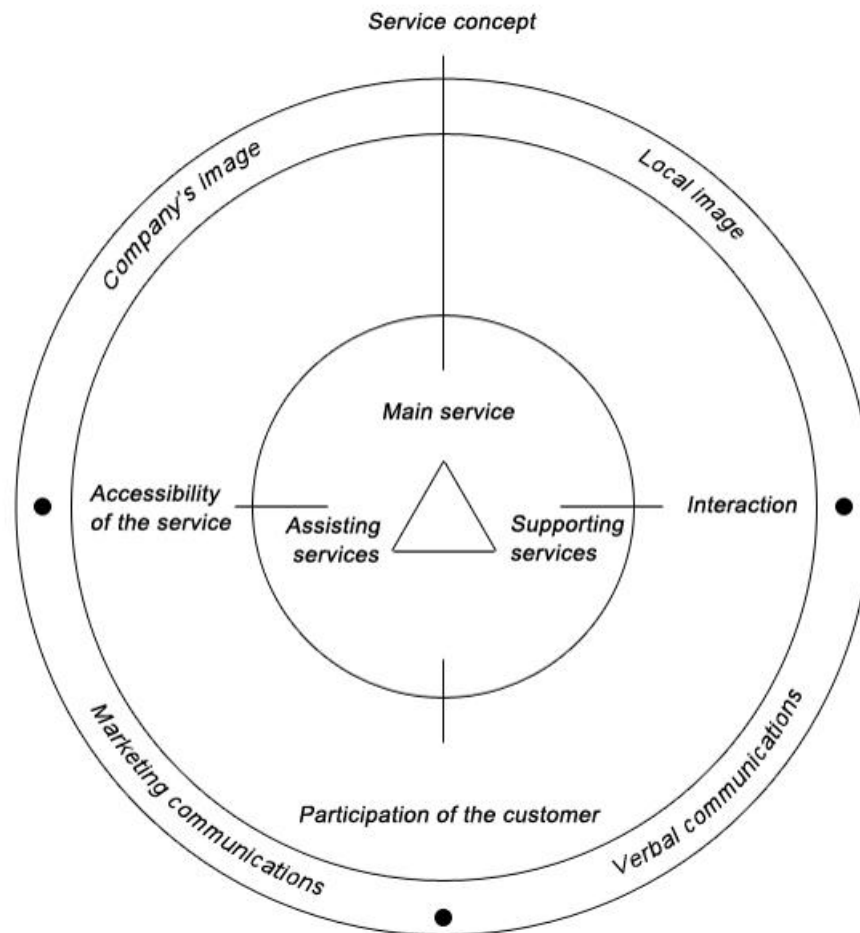 Service concept
Company's image
Local image
Main service
Accessibility
of the service
Interaction
Assisting
services
Supporting
services
Marketing communications
Verbal communications
Participation of the customer